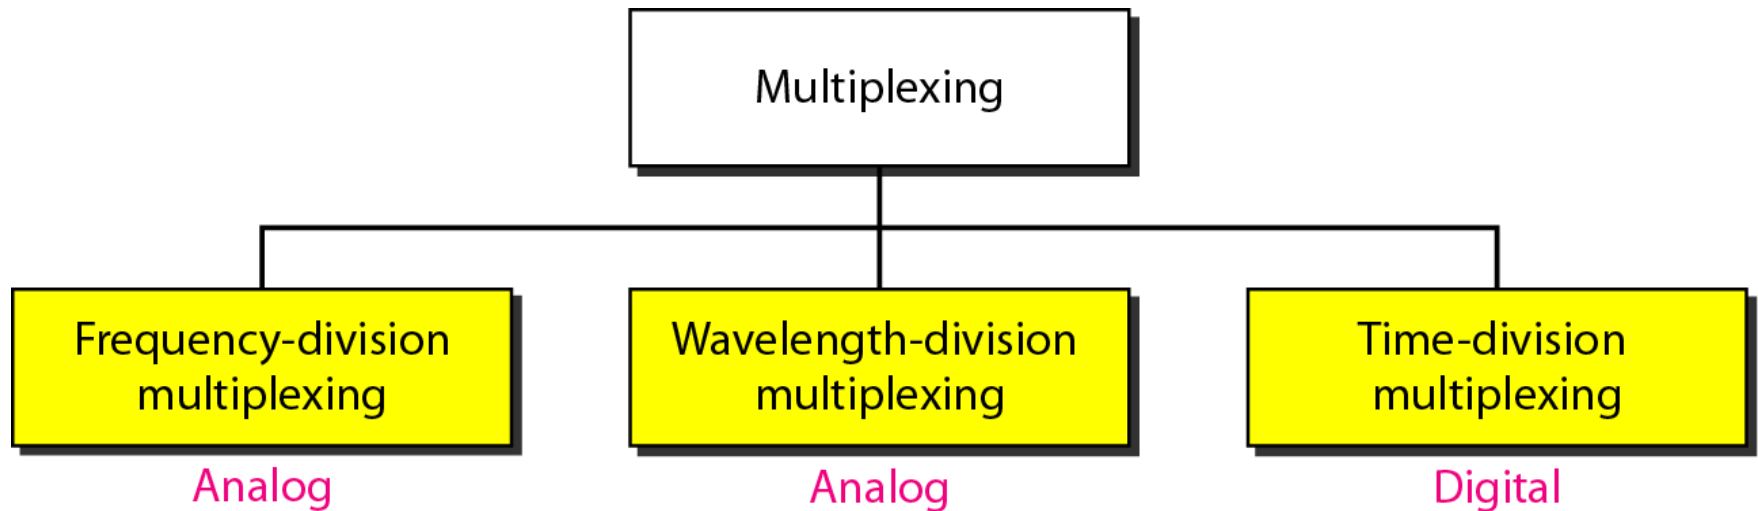 Multiplexing
Frequency-division
multiplexing
Wavelength-division
multiplexing
Time-division
multiplexing
Analog
Analog
Digital